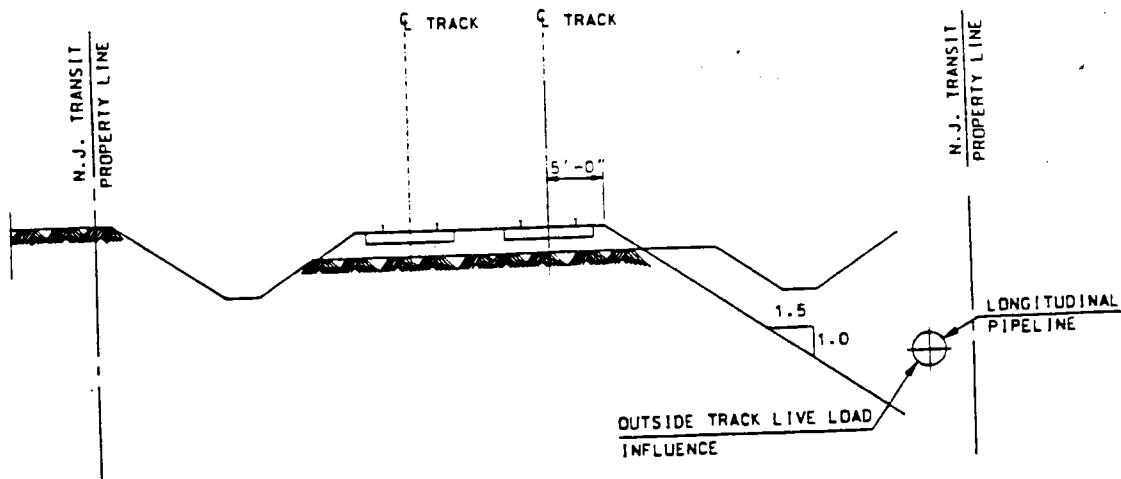 ℄ TRACK
℄ TRACK
N.J. TRANSIT
PROPERTY LINE
N.J. TRANSIT
PROPERTY LINE
5'-0"
1.5
1.0
LONGITUDINAL
PIPELINE
OUTSIDE TRACK LIVE LOAD
INFLUENCE